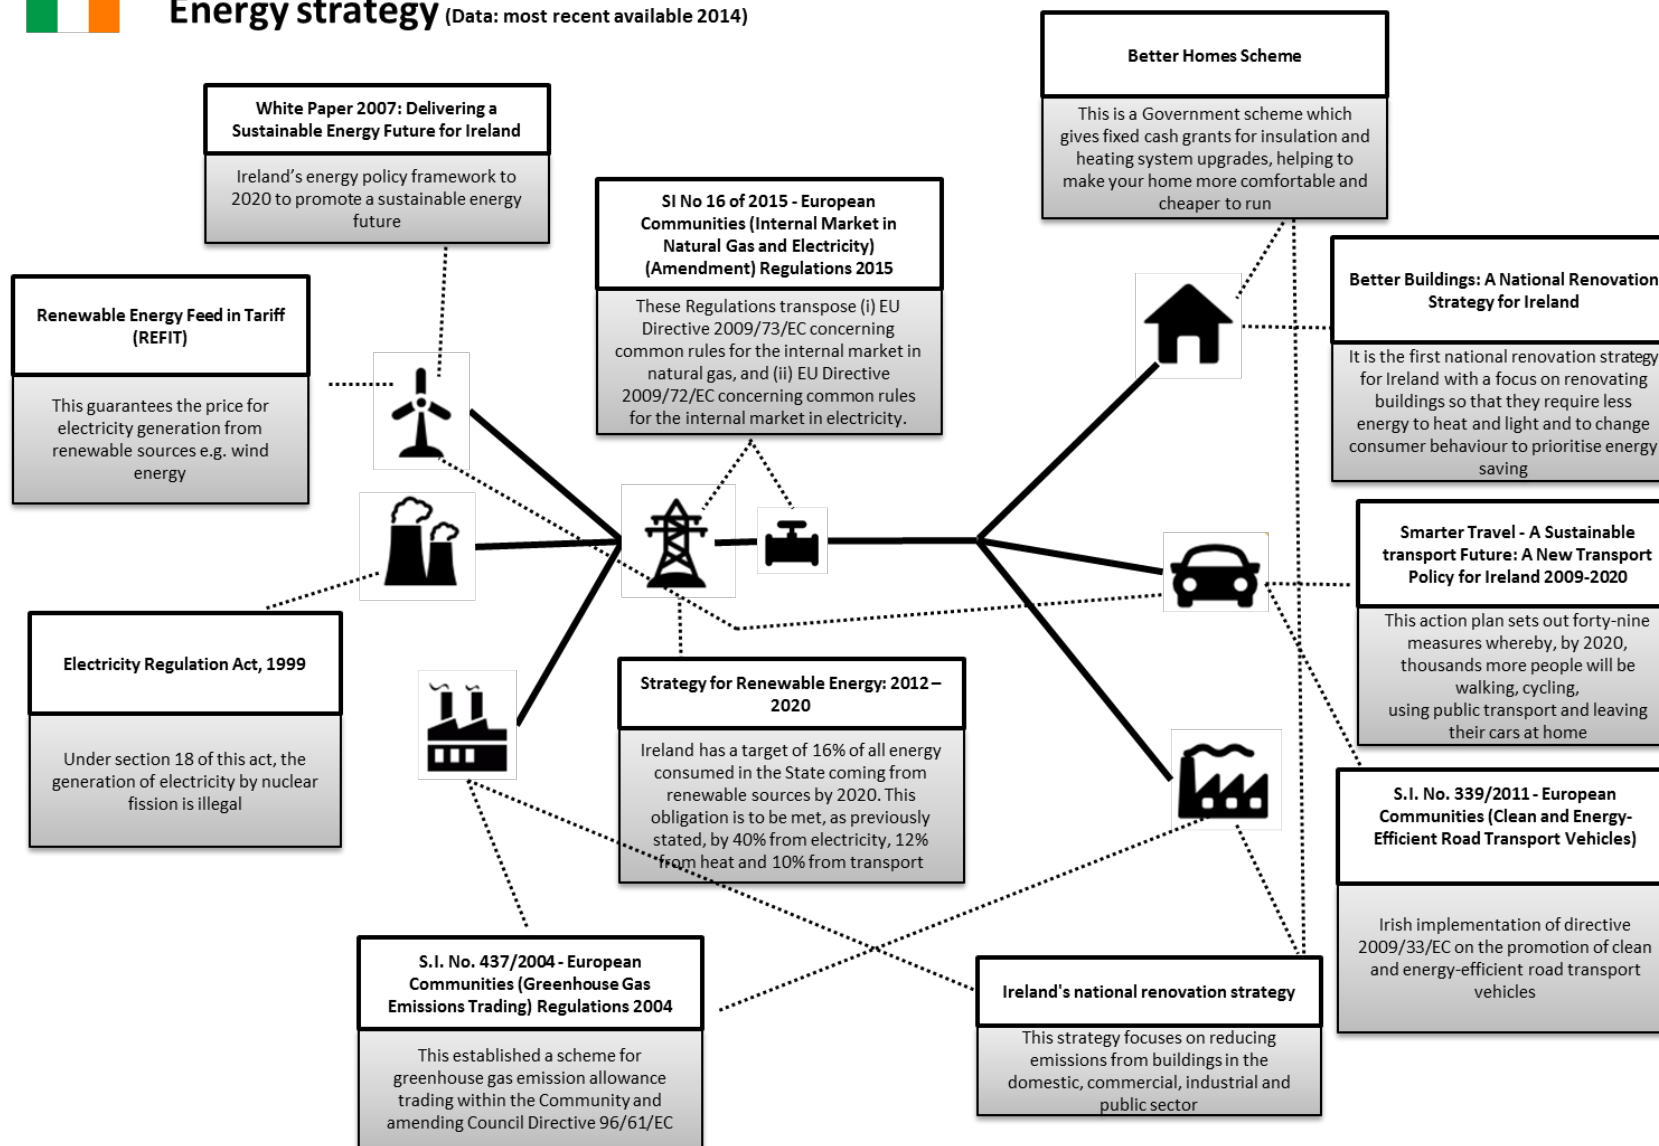 Energy strategy (Data: most recent available 2014)
White Paper 2007: Delivering a
Sustainable Energy Future for Ireland
Ireland's energy policy framework to
2020 to promote a sustainable energy
future
Renewable Energy Feed in Tariff
(REFIT)
This guarantees the price for
electricity generation from
renewable sources e.g. wind
energy
Electricity Regulation Act, 1999
Under section 18 of this act, the
generation of electricity by nuclear
fission is illegal
SI No 16 of 2015 - European
Communities (Internal Market in
Natural Gas and Electricity)
(Amendment) Regulations 2015
These Regulations transpose (i) EU
Directive 2009/73/EC concerning
common rules for the internal market in
natural gas, and (ii) EU Directive
2009/72/EC concerning common rules
for the internal market in electricity.
Strategy for Renewable Energy: 2012 –
2020
Ireland has a target of 16% of all energy
consumed in the State coming from
renewable sources by 2020. This
obligation is to be met, as previously
stated, by 40% from electricity, 12%
from heat and 10% from transport
S.I. No. 437/2004 - European
Communities (Greenhouse Gas
Emissions Trading) Regulations 2004
This established a scheme for
greenhouse gas emission allowance
trading within the Community and
amending Council Directive 96/61/EC
Better Homes Scheme
This is a Government scheme which
gives fixed cash grants for insulation and
heating system upgrades, helping to
make your home more comfortable and
cheaper to run
Better Buildings: A National Renovation
Strategy for Ireland
It is the first national renovation strategy
for Ireland with a focus on renovating
buildings so that they require less
energy to heat and light and to change
consumer behaviour to prioritise energy
saving
Smarter Travel - A Sustainable
transport Future: A New Transport
Policy for Ireland 2009-2020
This action plan sets out forty-nine
measures whereby, by 2020,
thousands more people will be
walking, cycling,
using public transport and leaving
their cars at home
S.I. No. 339/2011 - European
Communities (Clean and Energy-
Efficient Road Transport Vehicles)
Irish implementation of directive
2009/33/EC on the promotion of clean
and energy-efficient road transport
vehicles
Ireland's national renovation strategy
This strategy focuses on reducing
emissions from buildings in the
domestic, commercial, industrial and
public sector